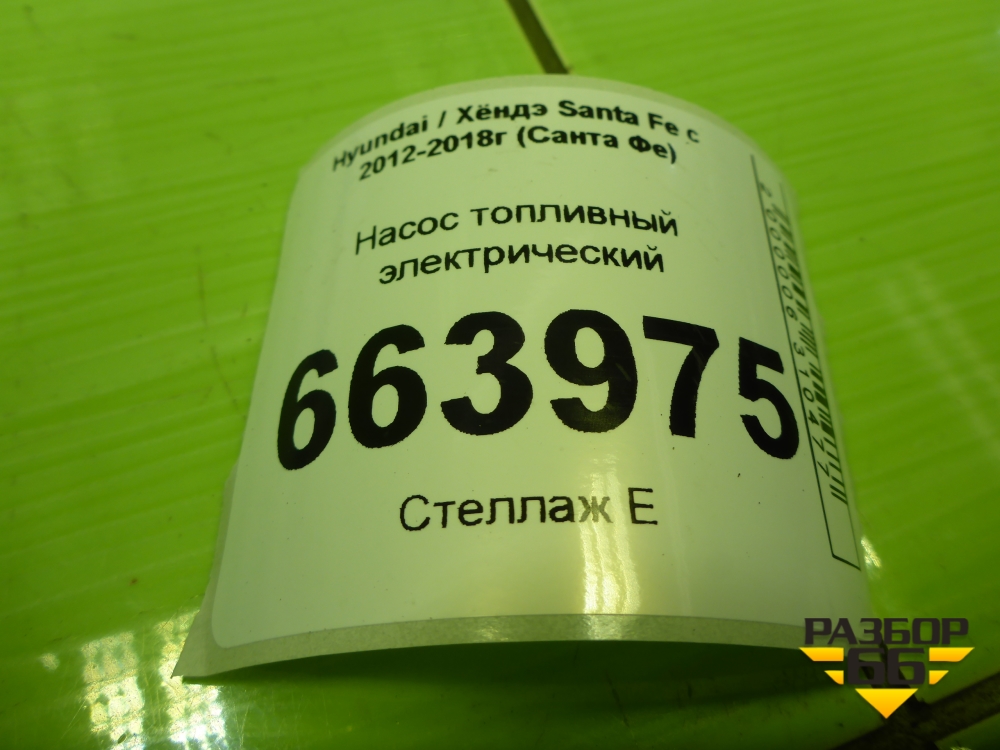 Hyundai / Хёндэ Santa Fe с
2012-2018г (Санта Фе)
Насос топливный
электрический
663975
Стеллаж Е
РАЗБОР
66